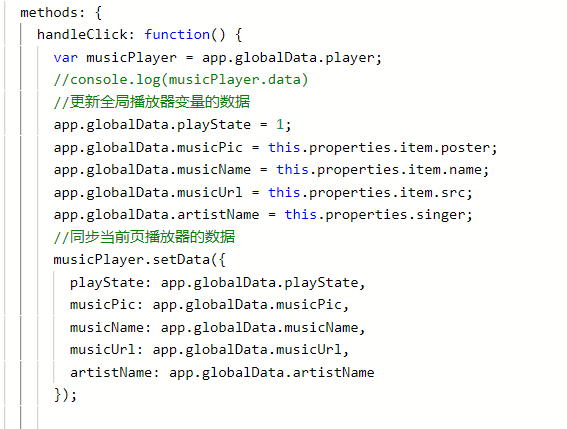 methods: {
handleClick: function() {
var musicPlayer = app.globalData.player;
//console.log(musicPlayer.data)
//更新全局播放器变量的数据
app.globalData.playState = 1;
app.globalData.musicPic = this.properties.item.poster;
app.globalData.musicName = this.properties.item.name;
app.globalData.musicUrl = this.properties.item.src;
app.globalData.artistName = this.properties.singer;
//同步当前页播放器的数据
musicPlayer.setData({
playState: app.globalData.playState,
musicPic: app.globalData.musicPic,
musicName: app.globalData.musicName,
musicUrl: app.globalData.musicUrl,
artistName: app.globalData.artistName
});